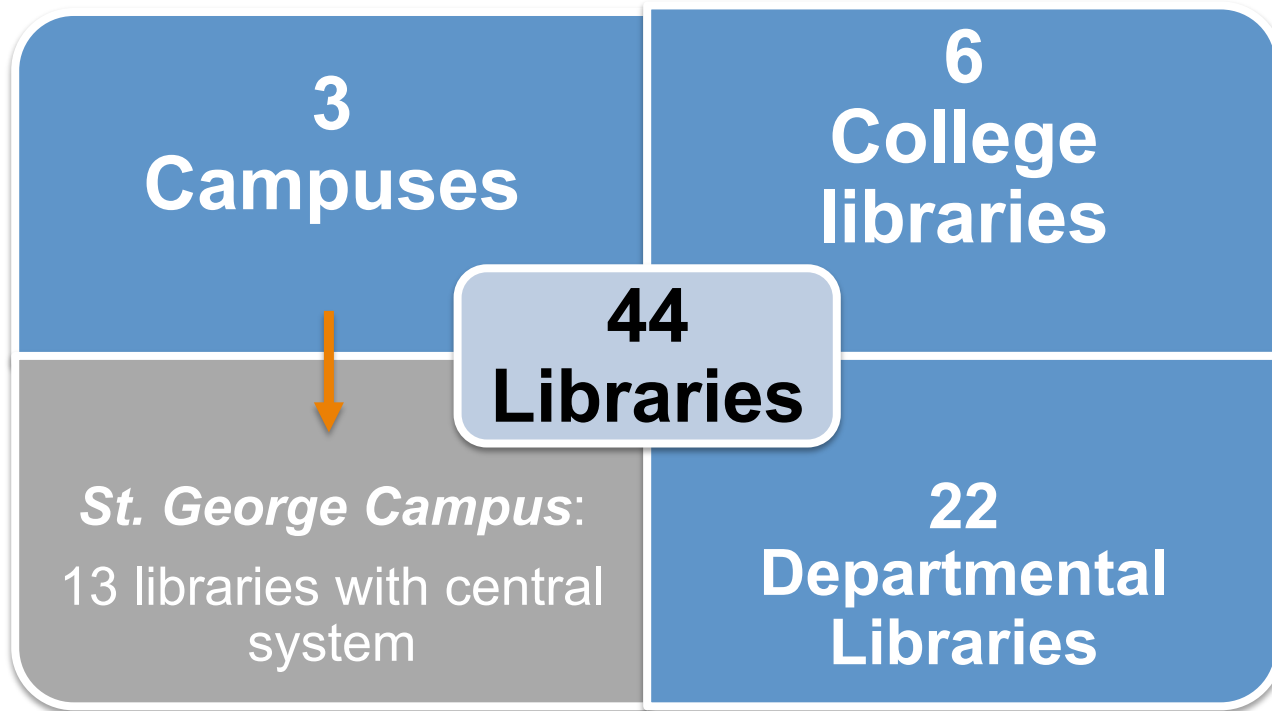 3
Campuses
6
College
libraries
44
Libraries
St. George Campus:
13 libraries with central
system
22
Departmental
Libraries